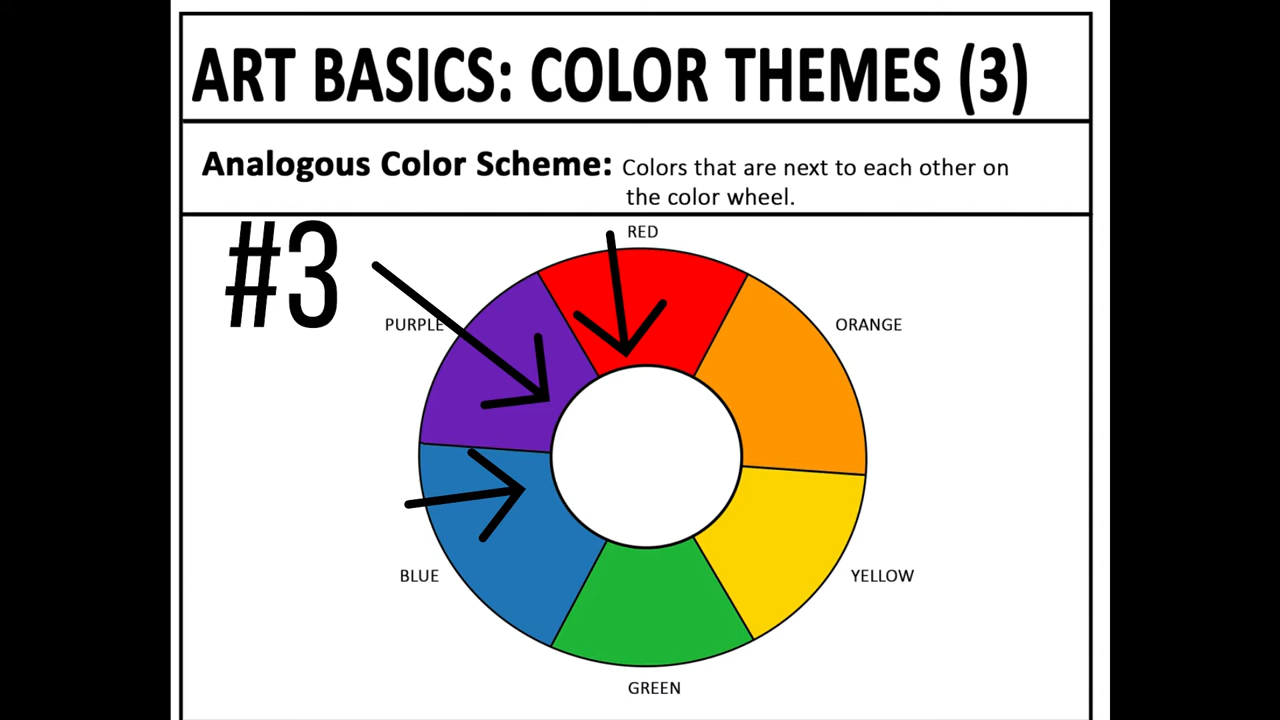 ART BASICS: COLOR THEMES (3)
Analogous Color Scheme: Colors that are next to each other on
the color wheel.
#3
RED
PURPLE
ORANGE
BLUE
YELLOW
GREEN